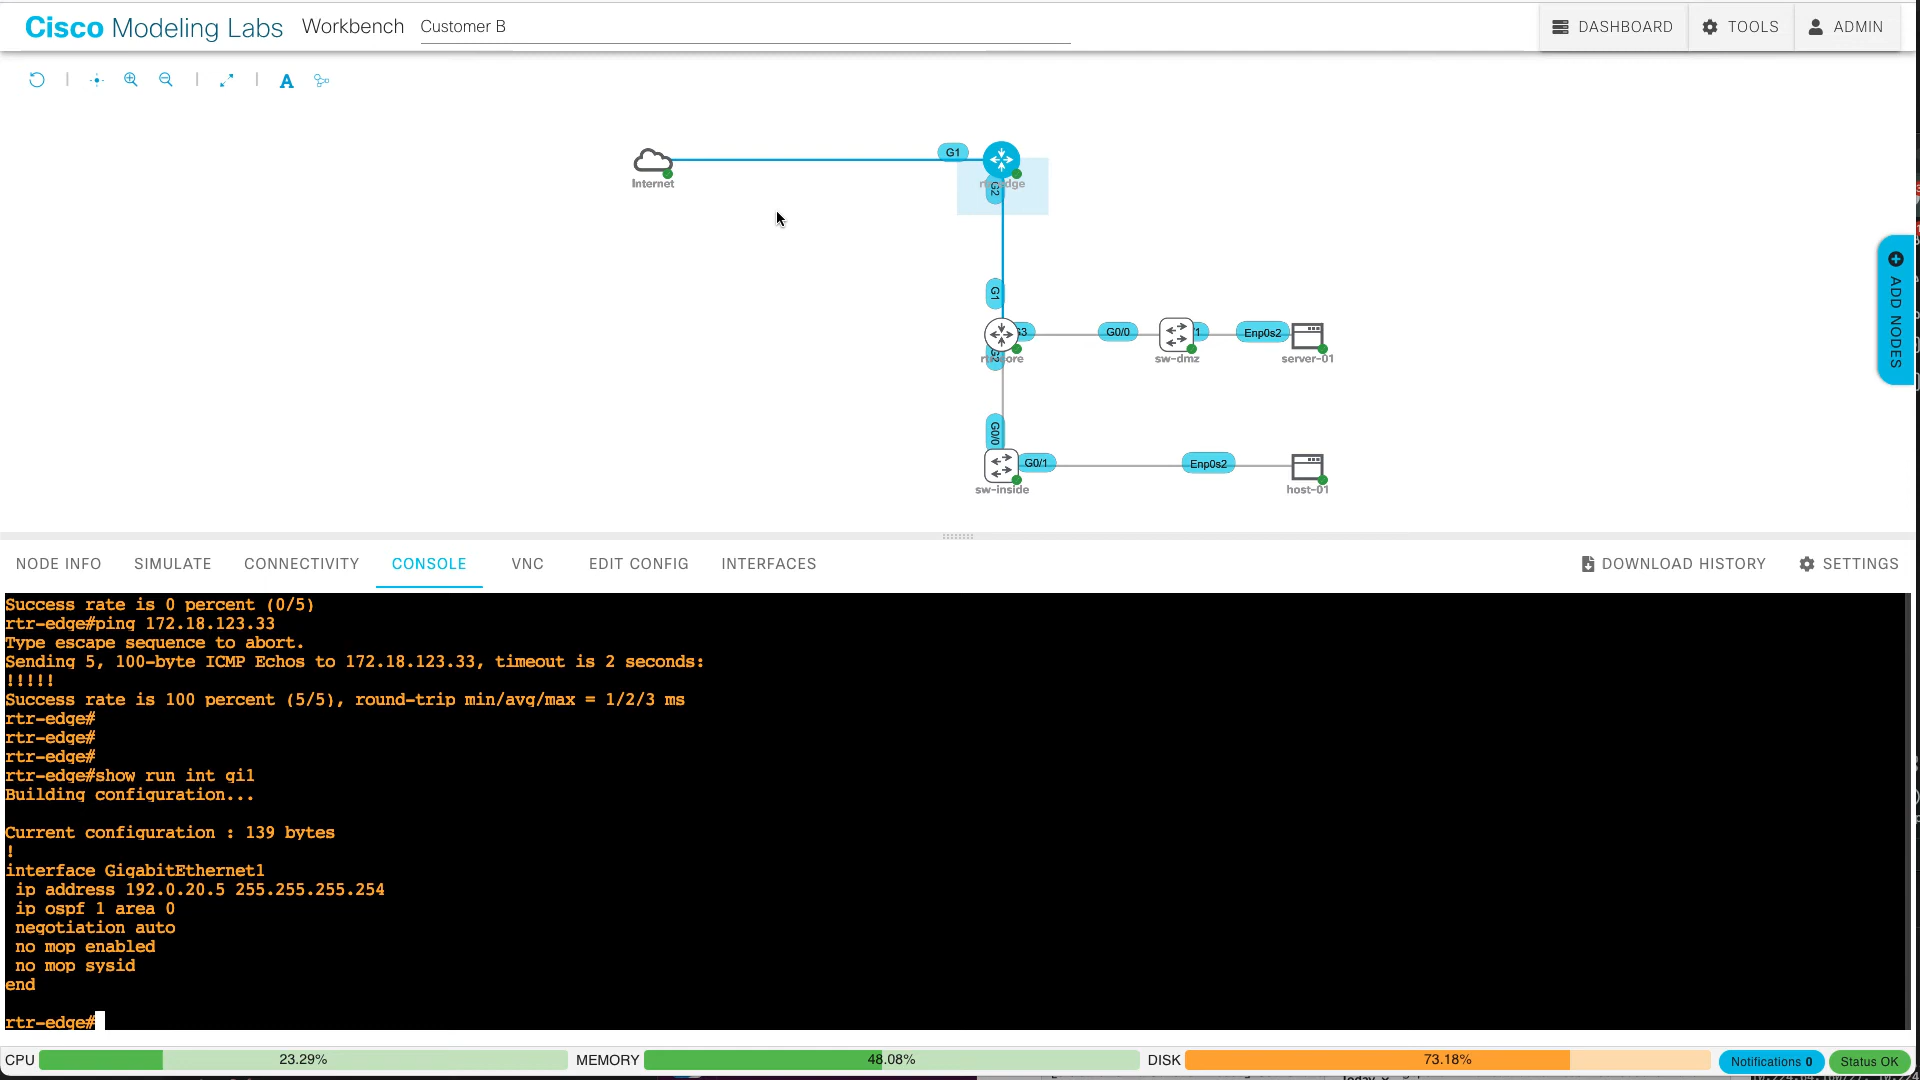 Cisco Modeling Labs Workbench Customer B
DASHBOARD TOOLS ADMIN
A
G1
Internet
G2
G1
G0/0
Enp0s2
sw-dmz
server-01
G0/0
G0/1
Enp0s2
sw-inside
host-01
ADD NODES
NODE INFO SIMULATE CONNECTIVITY CONSOLE VNC EDIT CONFIG INTERFACES
DOWNLOAD HISTORY SETTINGS
Success rate is 0 percent (0/5)
rtr-edge#ping 172.18.123.33
Type escape sequence to abort.
Sending 5, 100-byte ICMP Echos to 172.18.123.33, timeout is 2 seconds:
!!!!!
Success rate is 100 percent (5/5), round-trip min/avg/max = 1/2/3 ms
rtr-edge#
rtr-edge#
rtr-edge#
rtr-edge#show run int gi1
Building configuration...
Current configuration : 139 bytes
!
interface GigabitEthernet1
ip address 192.0.20.5 255.255.255.254
ip ospf 1 area 0
negotiation auto
no mop enabled
no mop sysid
end
rtr-edge#
CPU 23.29% MEMORY 48.08% DISK 73.18% Notifications 0 Status OK